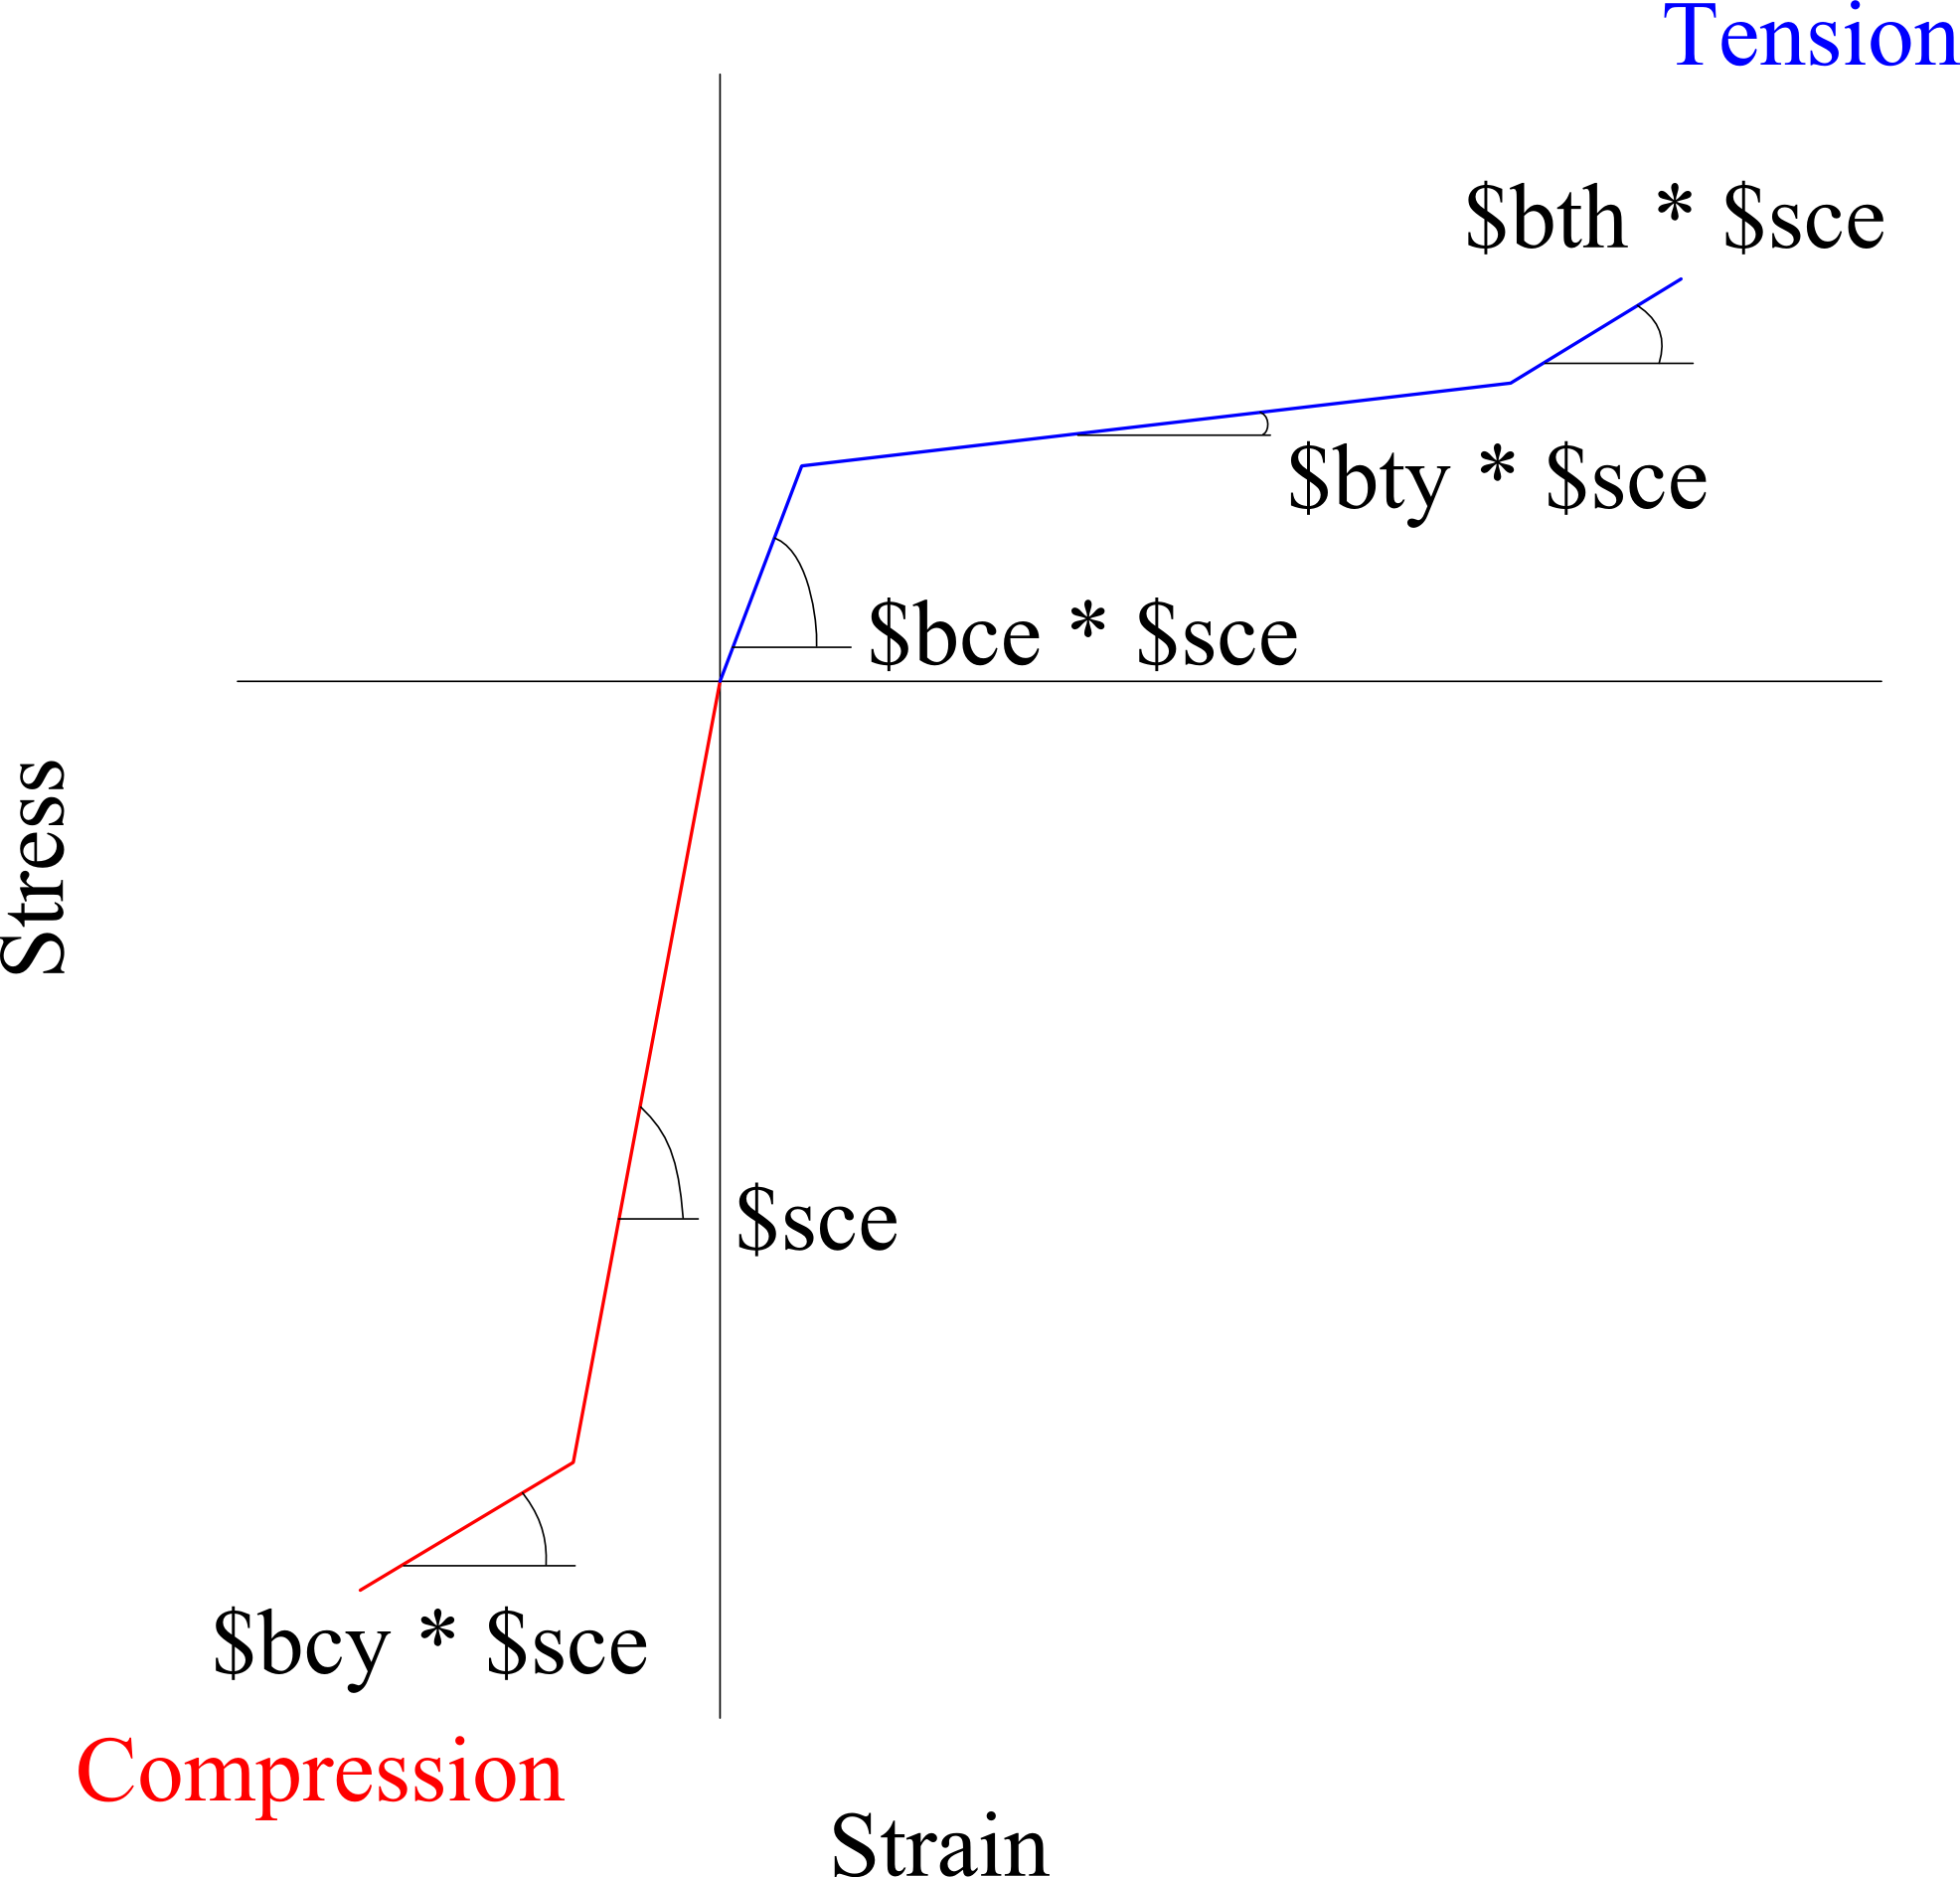 Tension
$bth * $sce
$bty * $sce
$bce * $sce
Stress
$sce
$bcy * $sce
Compression
Strain